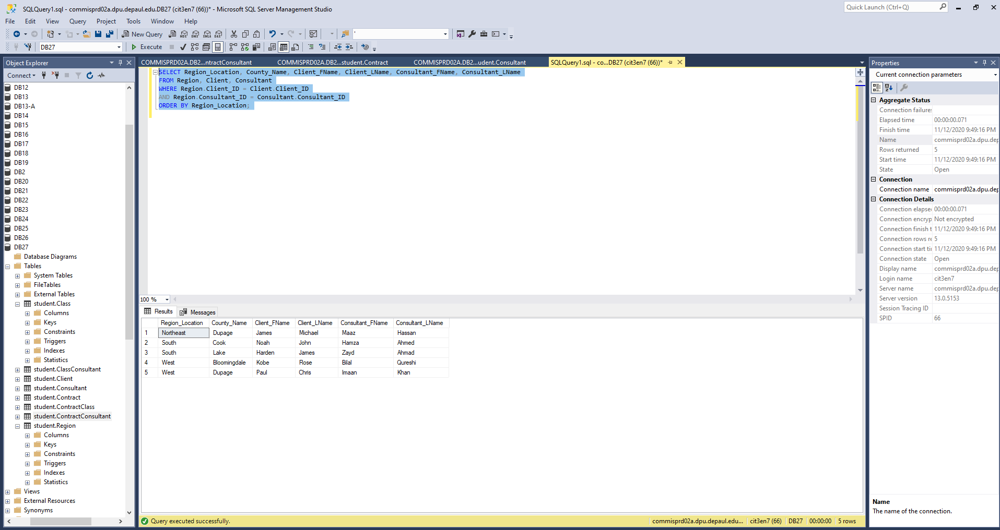 SQLQuery1.sql - commisprd02a.dpu.depaul.edu.DB27 (cit3en7 (66))* - Microsoft SQL Server Management Studio
Quick Launch (Ctrl+Q)
File Edit View Query Project Tools Window Help
New Query MDX DMX XMLA DAX '
DB27 Execute
Object Explorer
Connect
DB12
DB13
DB13-A
DB14
DB15
DB16
DB17
DB18
DB19
DB2
DB20
DB21
DB22
DB23
DB24
DB25
DB26
DB27
Database Diagrams
Tables
System Tables
FileTables
External Tables
student.Class
Columns
Keys
Constraints
Triggers
Indexes
Statistics
student.ClassConsultant
student.Client
student.Consultant
student.Contract
student.ContractClass
student.ContractConsultant
student.Region
Columns
Keys
Constraints
Triggers
Indexes
Statistics
Views
External Resources
Synonyms
COMMISPRD02A.DB2...ntractConsultant COMMISPRD02A.DB2...student.Contract COMMISPRD02A.DB2...udent.Consultant SQLQuery1.sql - co...DB27 (cit3en7 (66))*
SELECT Region_Location, County_Name, Client_FName, Client_LName, Consultant_FName, Consultant_LName
FROM Region, Client, Consultant
WHERE Region.Client_ID = Client.Client_ID
AND Region.Consultant_ID = Consultant.Consultant_ID
ORDER BY Region_Location;
100 %
Results Messages
Region_Location County_Name Client_FName Client_LName Consultant_FName Consultant_LName
1 Northeast Dupage James Michael Maaz Hassan
2 South Cook Noah John Hamza Ahmed
3 South Lake Harden James Zayd Ahmad
4 West Bloomingdale Kobe Rose Bilal Qureshi
5 West Dupage Paul Chris Imaan Khan
Query executed successfully. commisprd02a.dpu.depaul.edu... cit3en7 (66) DB27 00:00:00 5 rows
Properties
Current connection parameters
Aggregate Status
Connection failures
Elapsed time 00:00:00.071
Finish time 11/12/2020 9:49:16 PM
Name commisprd02a.dpu.dep
Rows returned 5
Start time 11/12/2020 9:49:16 PM
State Open
Connection
Connection name commisprd02a.dpu.dep
Connection Details
Connection elapse 00:00:00.071
Connection encryp Not encrypted
Connection finish t 11/12/2020 9:49:16 PM
Connection rows re 5
Connection start ti 11/12/2020 9:49:16 PM
Connection state Open
Display name commisprd02a.dpu.dep
Login name cit3en7
Server name commisprd02a.dpu.dep
Server version 13.0.5153
Session Tracing ID
SPID 66
Name
The name of the connection.